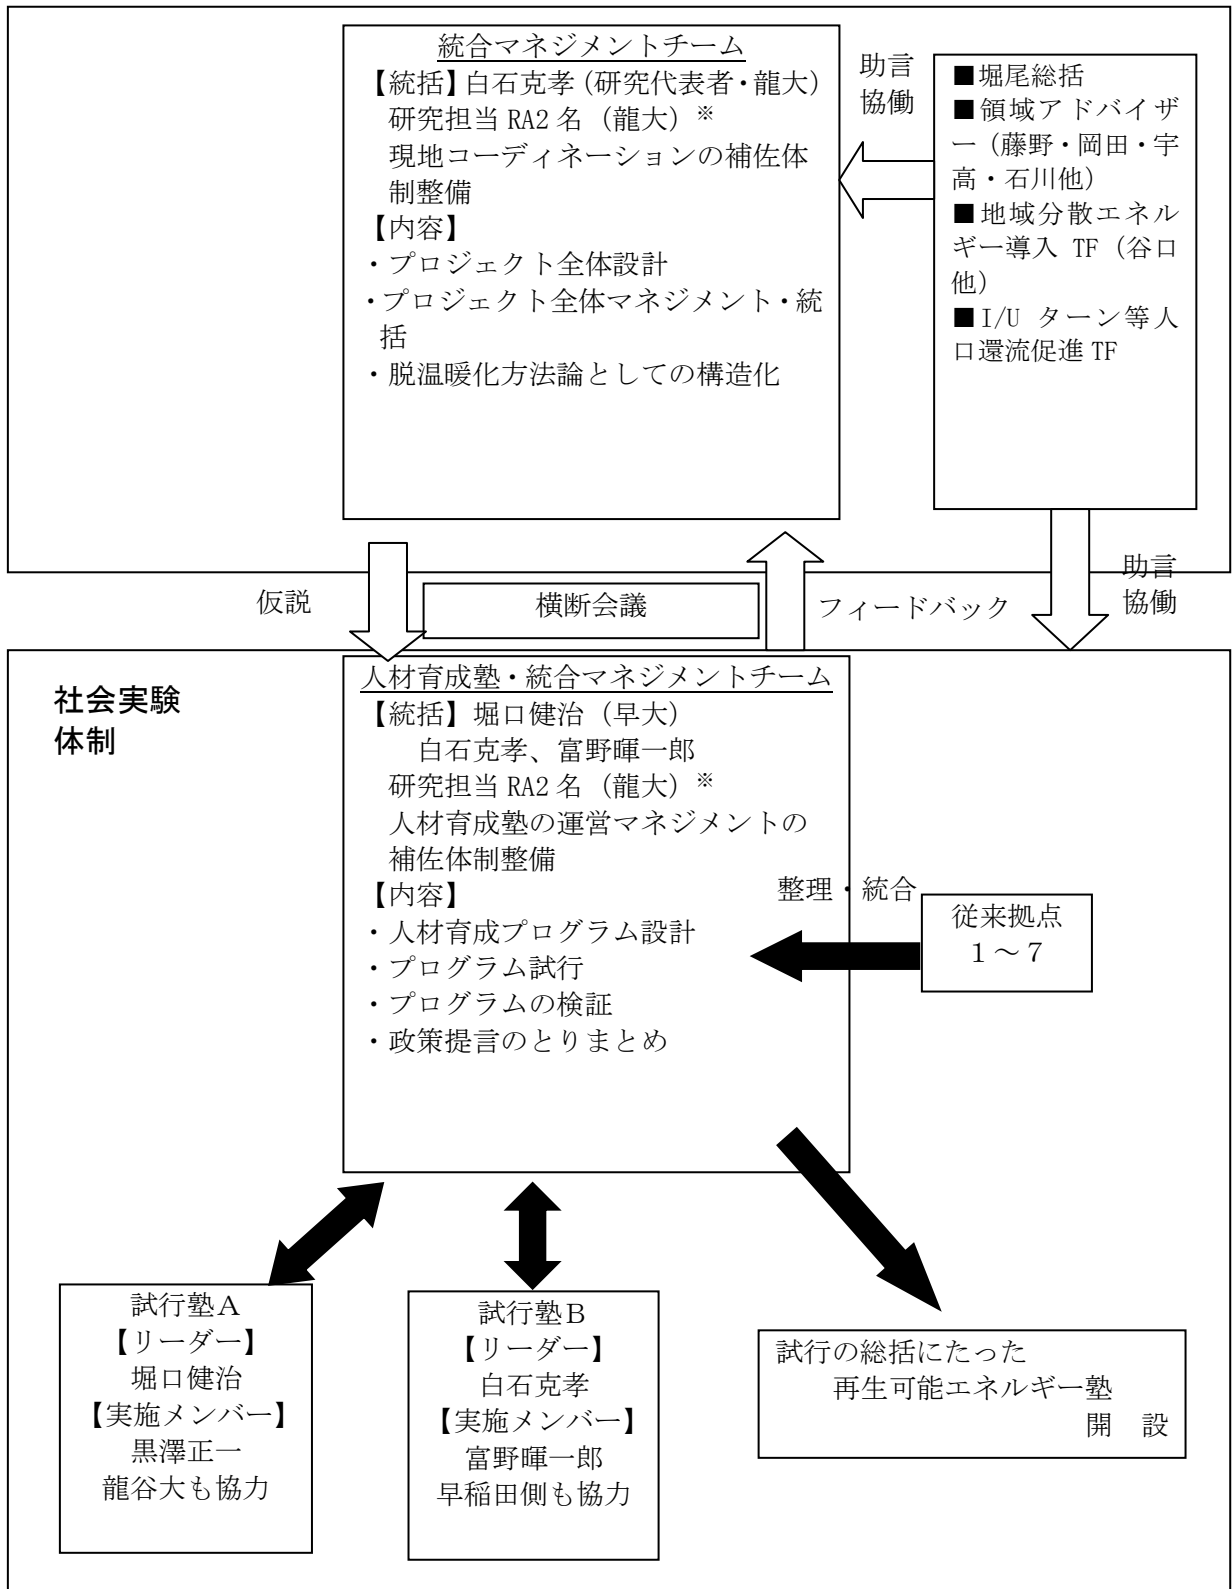 統合マネジメントチーム
【統括】白石克孝（研究代表者・龍大）
研究担当 RA2 名（龍大）※
現地コーディネーションの補佐体
制整備
【内容】
・プロジェクト全体設計
・プロジェクト全体マネジメント・統
括
・脱温暖化方法論としての構造化
助言
協働
■堀尾総括
■領域アドバイザ
ー（藤野・岡田・宇
高・石川他）
■地域分散エネル
ギー導入 TF（谷口
他）
■I/U ターン等人
口還流促進 TF
仮説
横断会議
フィードバック
助言
協働
社会実験
体制
人材育成塾・統合マネジメントチーム
【統括】堀口健治（早大）
白石克孝、富野暉一郎
研究担当 RA2 名（龍大）※
人材育成塾の運営マネジメントの
補佐体制整備
【内容】
・人材育成プログラム設計
・プログラム試行
・プログラムの検証
・政策提言のとりまとめ
整理・統合
従来拠点
１～７
試行塾Ａ
【リーダー】
堀口健治
【実施メンバー】
黒澤正一
龍谷大も協力
試行塾Ｂ
【リーダー】
白石克孝
【実施メンバー】
富野暉一郎
早稲田側も協力
試行の総括にたった
再生可能エネルギー塾
開　設